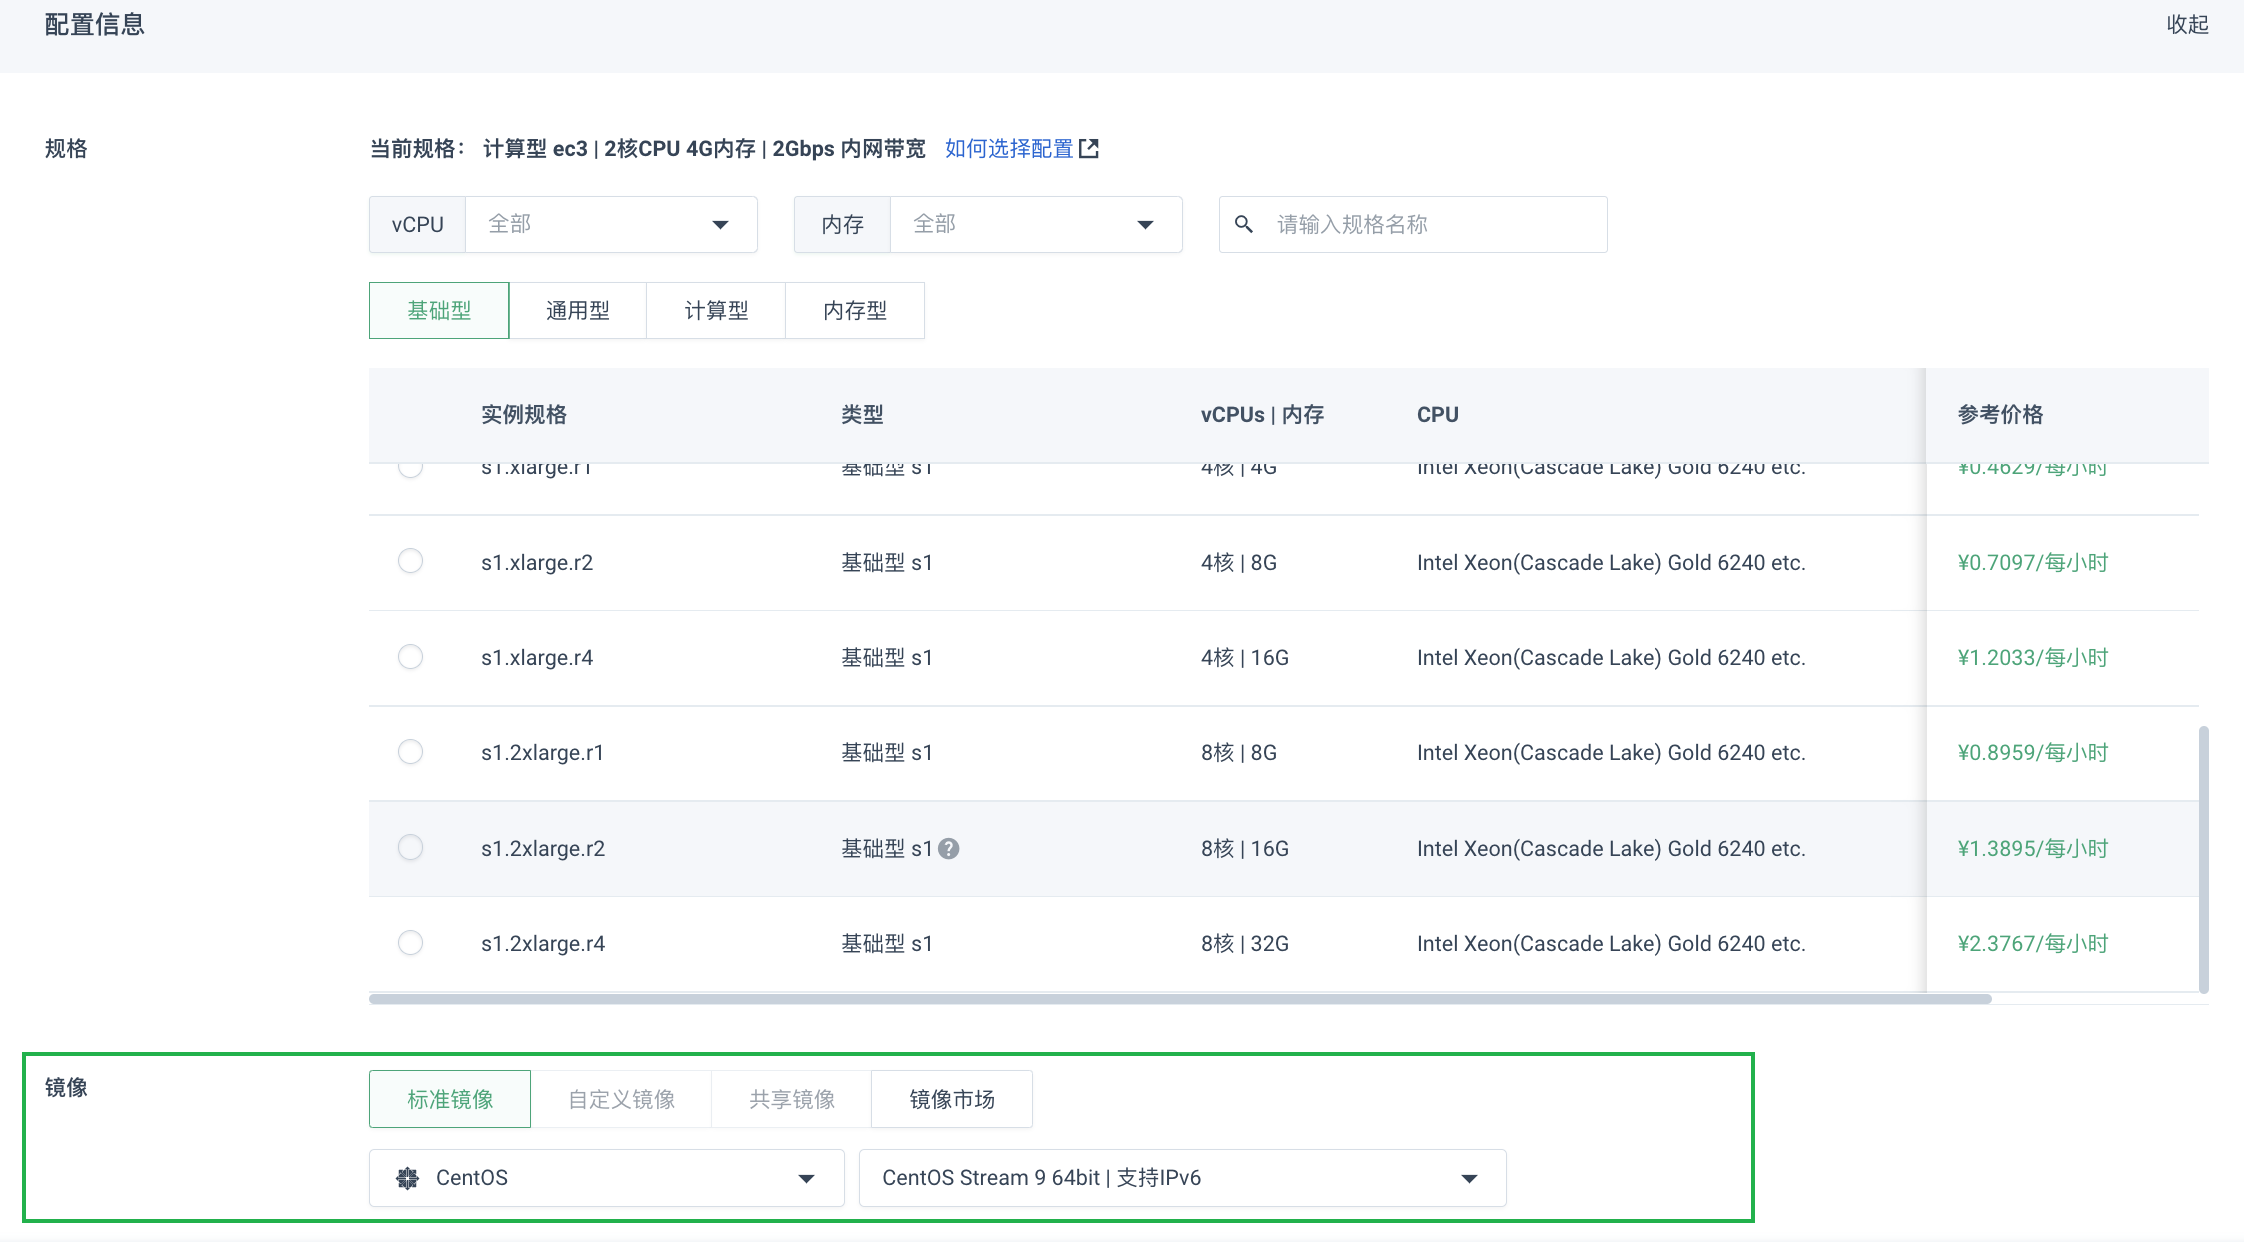 配置信息 收起
规格 当前规格： 计算型 ec3 | 2核CPU 4G内存 | 2Gbps 内网带宽 如何选择配置
vCPU 全部 内存 全部 请输入规格名称
基础型 通用型 计算型 内存型
实例规格 类型 vCPUs | 内存 CPU 参考价格
s1.xlarge.r1 基础型 s1 4核 | 4G Intel Xeon(Cascade Lake) Gold 6240 etc. ¥0.4629/每小时
s1.xlarge.r2 基础型 s1 4核 | 8G Intel Xeon(Cascade Lake) Gold 6240 etc. ¥0.7097/每小时
s1.xlarge.r4 基础型 s1 4核 | 16G Intel Xeon(Cascade Lake) Gold 6240 etc. ¥1.2033/每小时
s1.2xlarge.r1 基础型 s1 8核 | 8G Intel Xeon(Cascade Lake) Gold 6240 etc. ¥0.8959/每小时
s1.2xlarge.r2 基础型 s1 ? 8核 | 16G Intel Xeon(Cascade Lake) Gold 6240 etc. ¥1.3895/每小时
s1.2xlarge.r4 基础型 s1 8核 | 32G Intel Xeon(Cascade Lake) Gold 6240 etc. ¥2.3767/每小时
镜像 标准镜像 自定义镜像 共享镜像 镜像市场
CentOS CentOS Stream 9 64bit | 支持IPv6